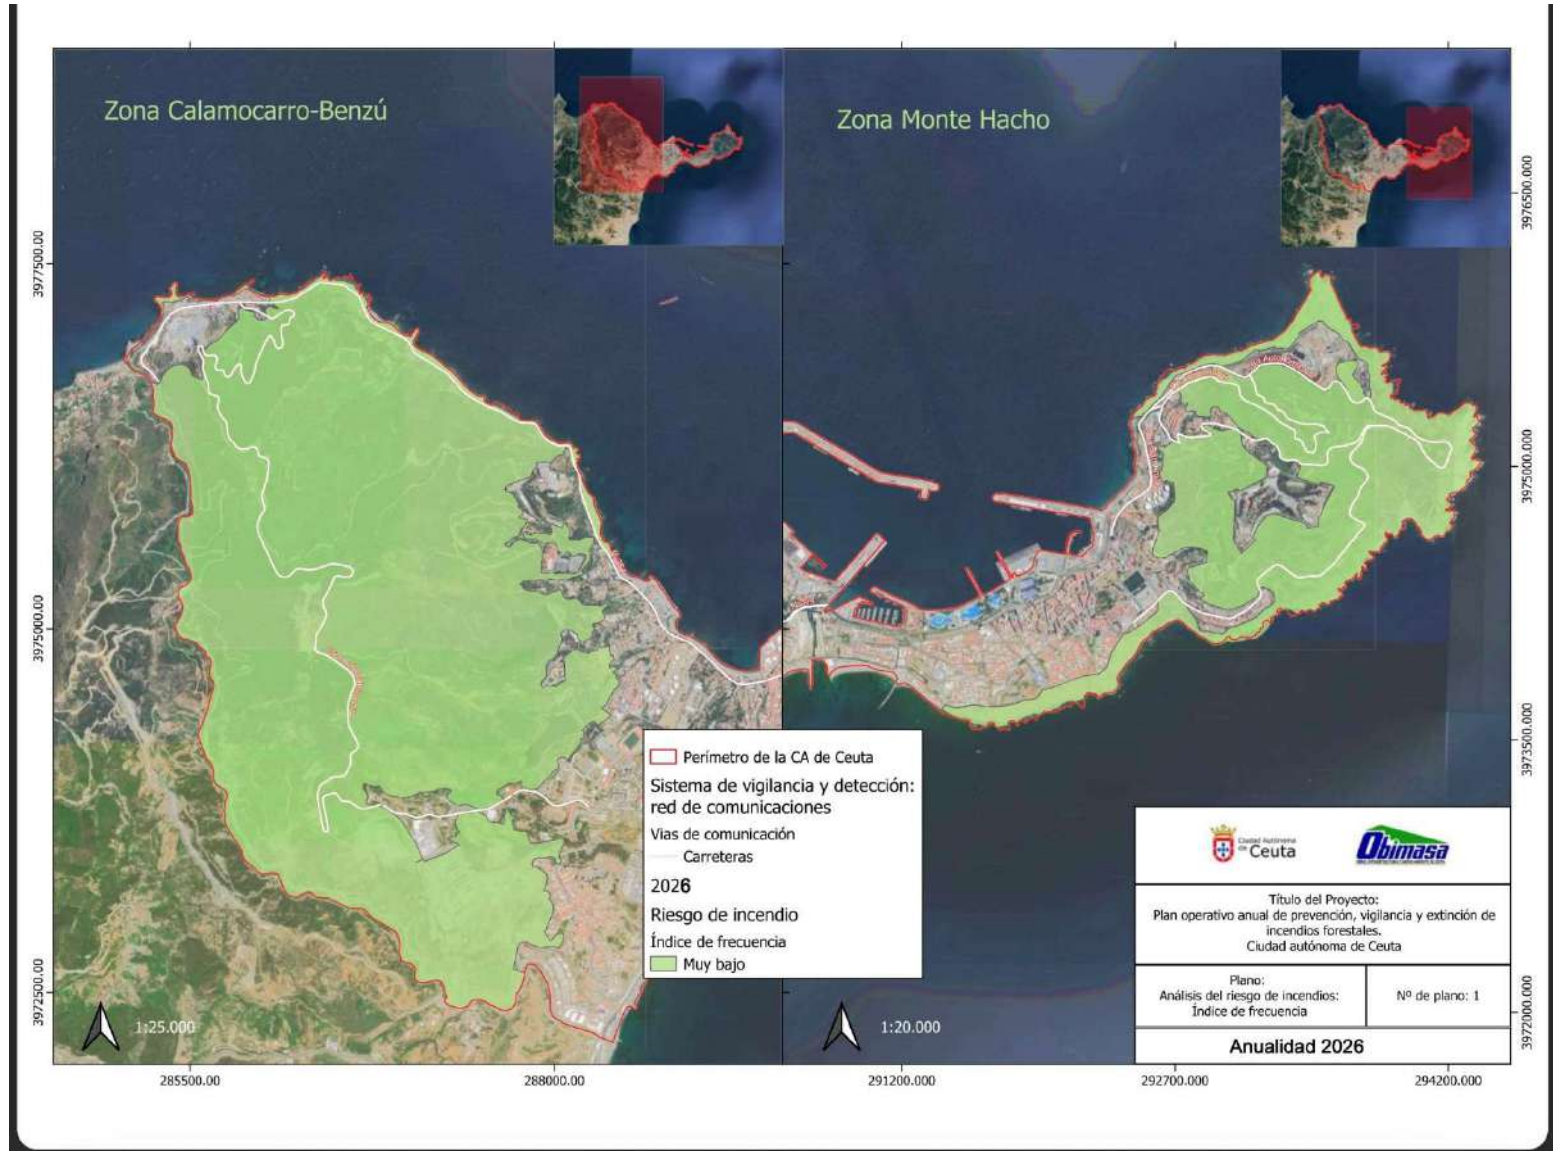 Zona Calamocarro-Benzú
Zona Monte Hacho
3977500.00
3975000.00
3972500.00
3976500.000
3975000.000
3973500.000
3972000.000
Perímetro de la CA de Ceuta
Sistema de vigilancia y detección:
red de comunicaciones
Vias de comunicación
Carreteras
2026
Riesgo de incendio
Índice de frecuencia
Muy bajo
1:25.000
1:20.000
Ciudad Autónoma
de Ceuta
Obimasa
Título del Proyecto:
Plan operativo anual de prevención, vigilancia y extinción de
incendios forestales.
Ciudad autónoma de Ceuta
Plano:
Análisis del riesgo de incendios:
Índice de frecuencia
Nº de plano: 1
Anualidad 2026
285500.00
288000.00
291200.000
292700.000
294200.000